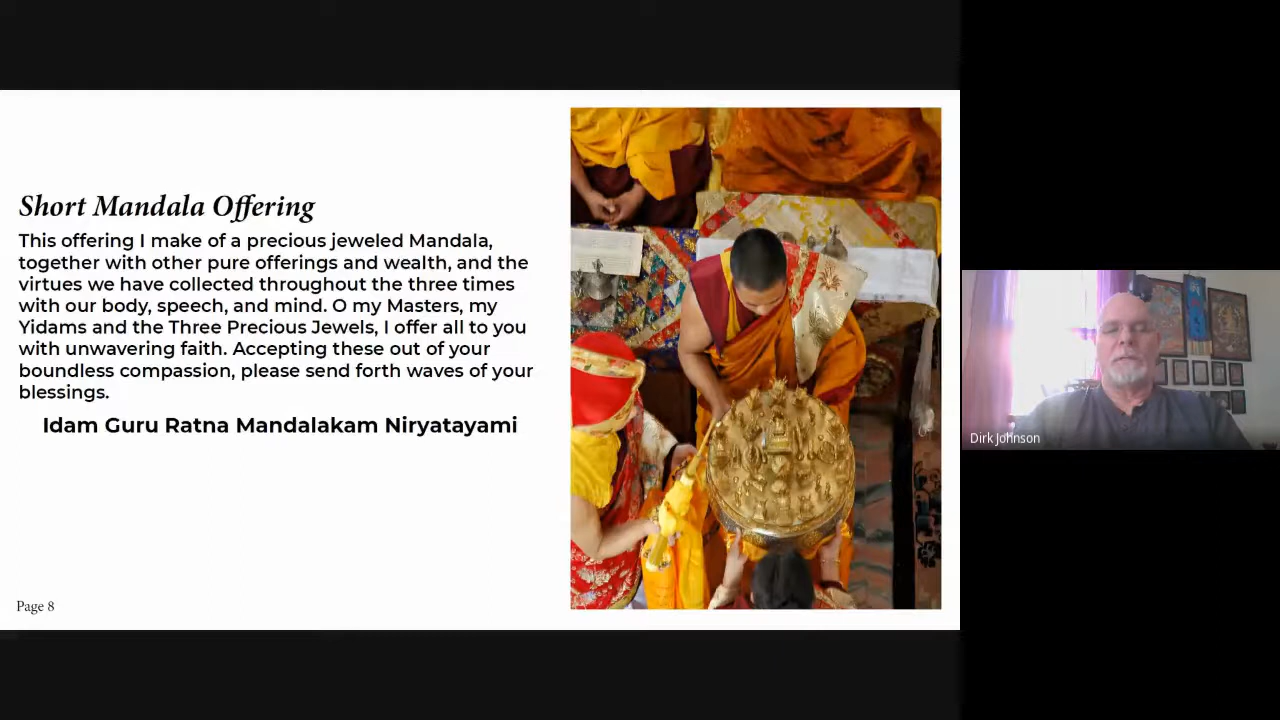 Short Mandala Offering
This offering I make of a precious jeweled Mandala,
together with other pure offerings and wealth, and the
virtues we have collected throughout the three times
with our body, speech, and mind. O my Masters, my
Yidams and the Three Precious Jewels, I offer all to you
with unwavering faith. Accepting these out of your
boundless compassion, please send forth waves of your
blessings.
Idam Guru Ratna Mandalakam Niryatayami
Page 8
Dirk Johnson